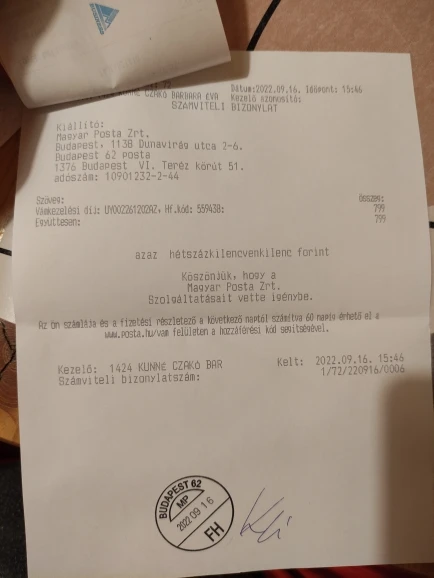 KUNNÉ CZAKÓ BARBARA ÉVA Dátum:2022.09.16. Időpont: 15:46
Kezelő azonosító:
SZÁMVITELI BIZONYLAT
Kiállító:
Magyar Posta Zrt.
Budapest, 1138 Dunavirág utca 2-6.
Budapest 62 posta
1376 Budapest VI. Teréz körút 51.
adószám: 10901232-2-44
Szöveg: összeg:
Vámkezelési díj: UY002261202AZ, Hf.kód: 559438: 799
Együttesen: 799
azaz hétszázkilencvenkilenc forint
Köszönjük, hogy a
Magyar Posta Zrt.
Szolgáltatásait vette igénybe.
Az Ön számlája és a fizetési részletező a következő naptól számítva 60 napig érhető el a
www.posta.hu/vam felületen a hozzáférési kód segítségével.
Kezelő: 1424 KUNNÉ CZAKÓ BAR Kelt: 2022.09.16. 15:46
Számviteli bizonylatszám: 1/72/220916/0006
BUDAPEST 62
MP
2022 09 16
FH